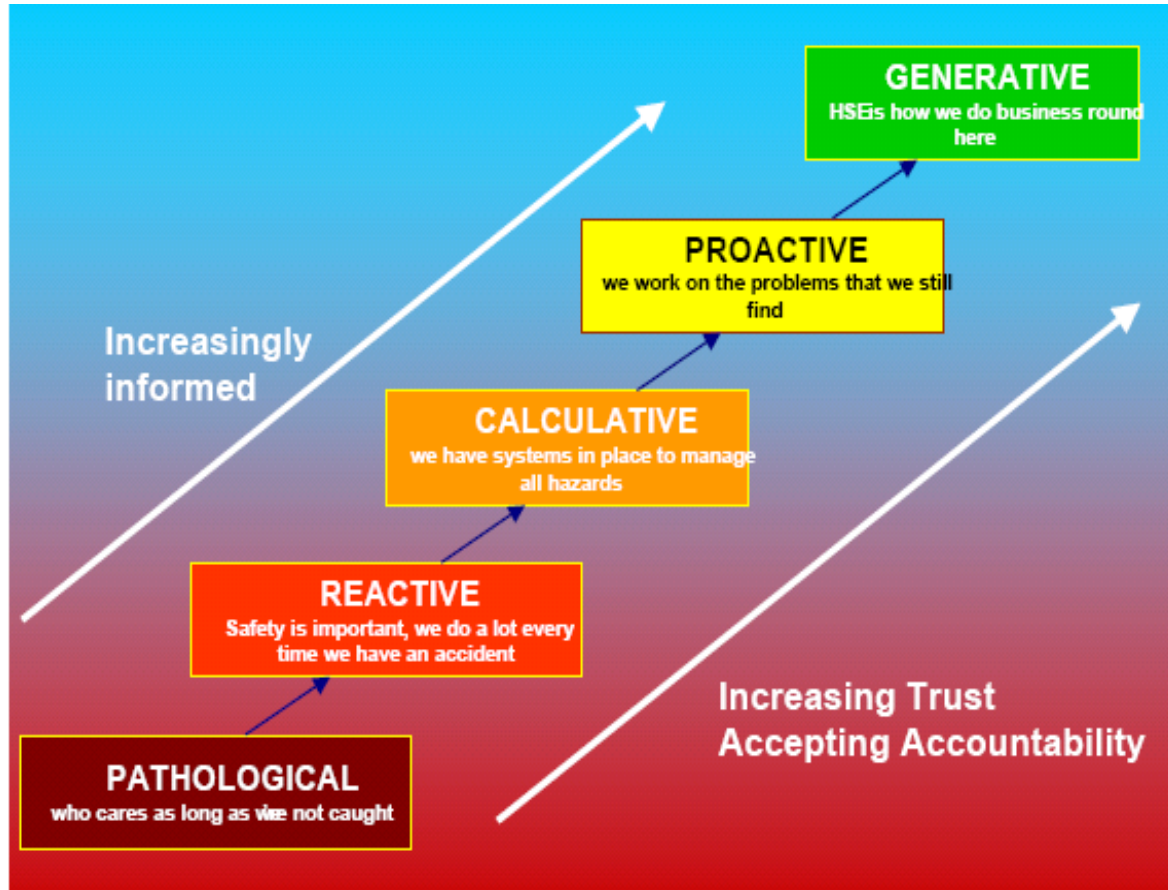 GENERATIVE
HSEis how we do business round
here
PROACTIVE
we work on the problems that we still
find
Increasingly
informed
CALCULATIVE
we have systems in place to manage
all hazards
REACTIVE
Safety is important, we do a lot every
time we have an accident
Increasing Trust
Accepting Accountability
PATHOLOGICAL
who cares as long as not caught